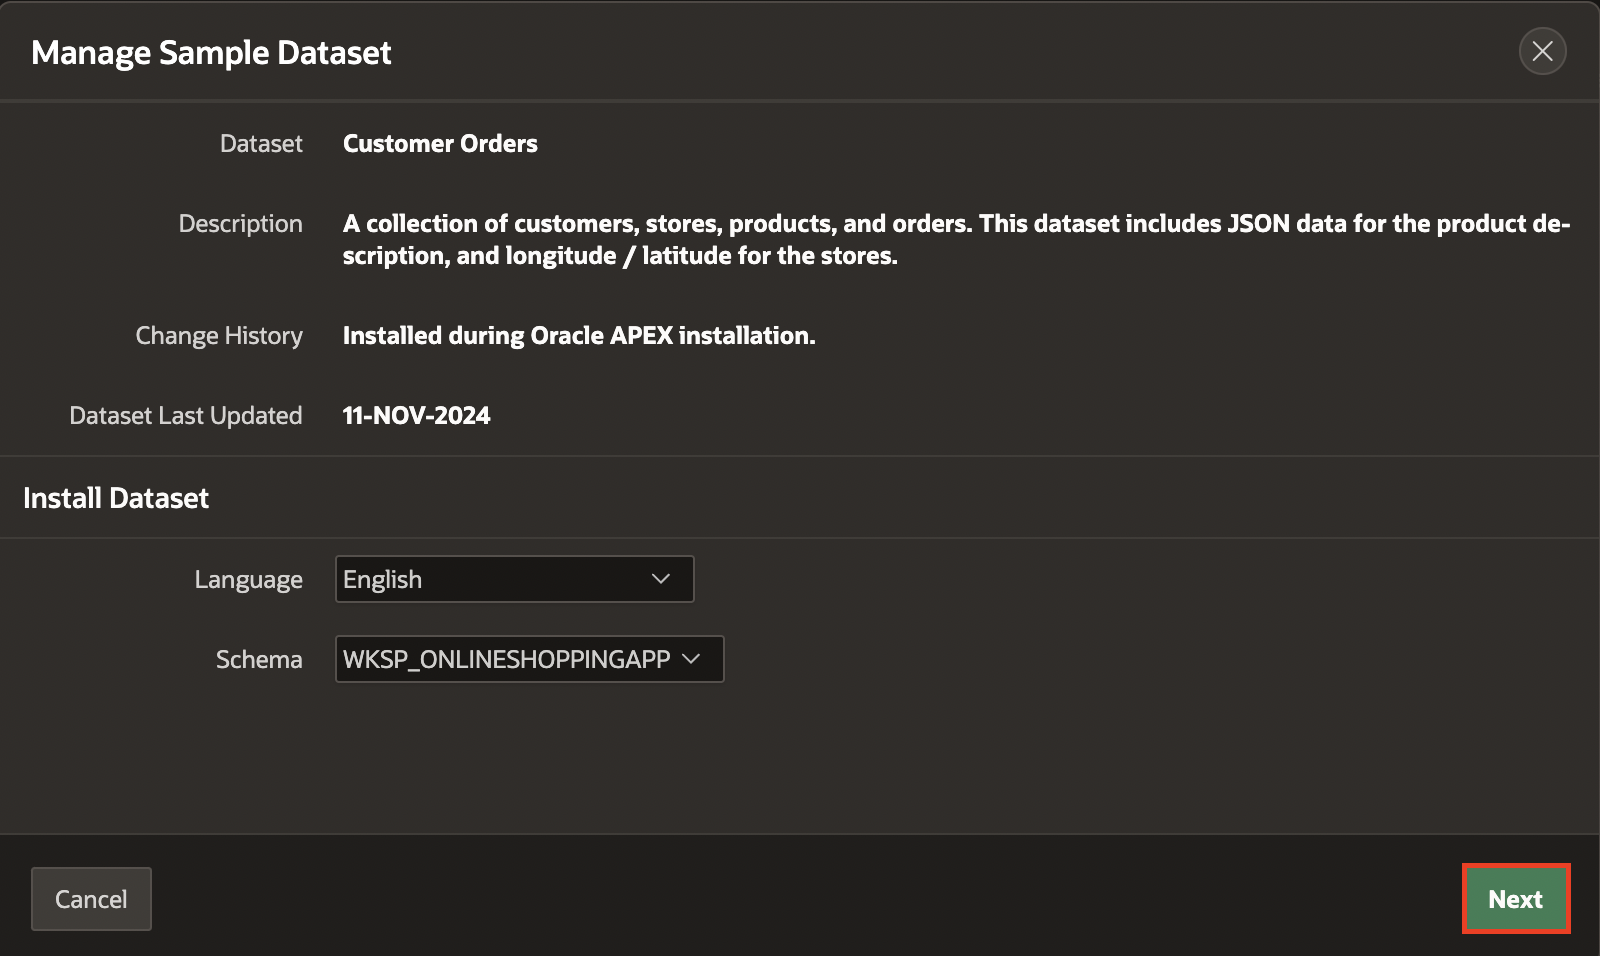 Manage Sample Dataset
Dataset Customer Orders
Description A collection of customers, stores, products, and orders. This dataset includes JSON data for the product de-
scription, and longitude / latitude for the stores.
Change History Installed during Oracle APEX installation.
Dataset Last Updated 11-NOV-2024
Install Dataset
Language English
Schema WKSP_ONLINESHOPPINGAPP
Cancel Next